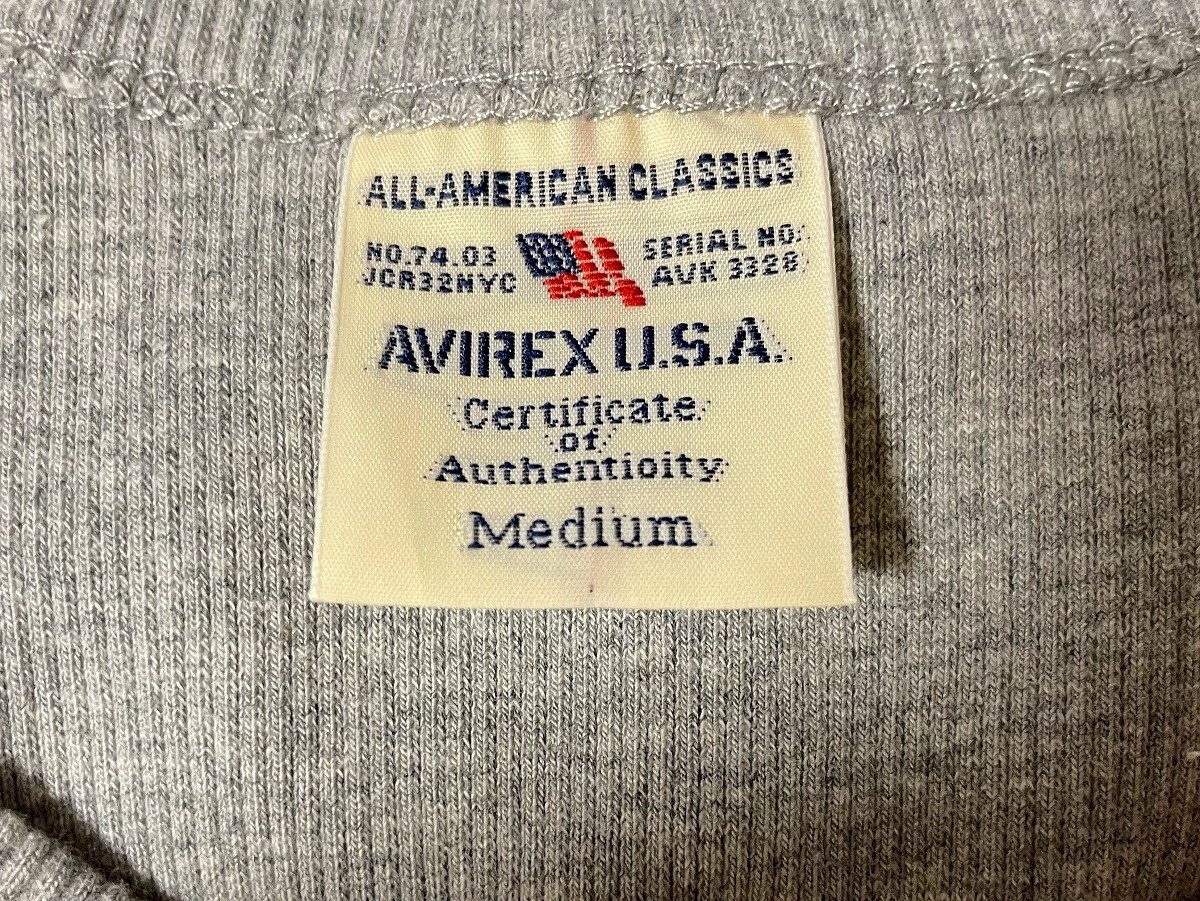 ALL-AMERICAN CLASSICS
NO.74.03
JCR32NYC
SERIAL NO:
AVK 3328
AVIREX U.S.A.
Certificate
of
Authenticity
Medium